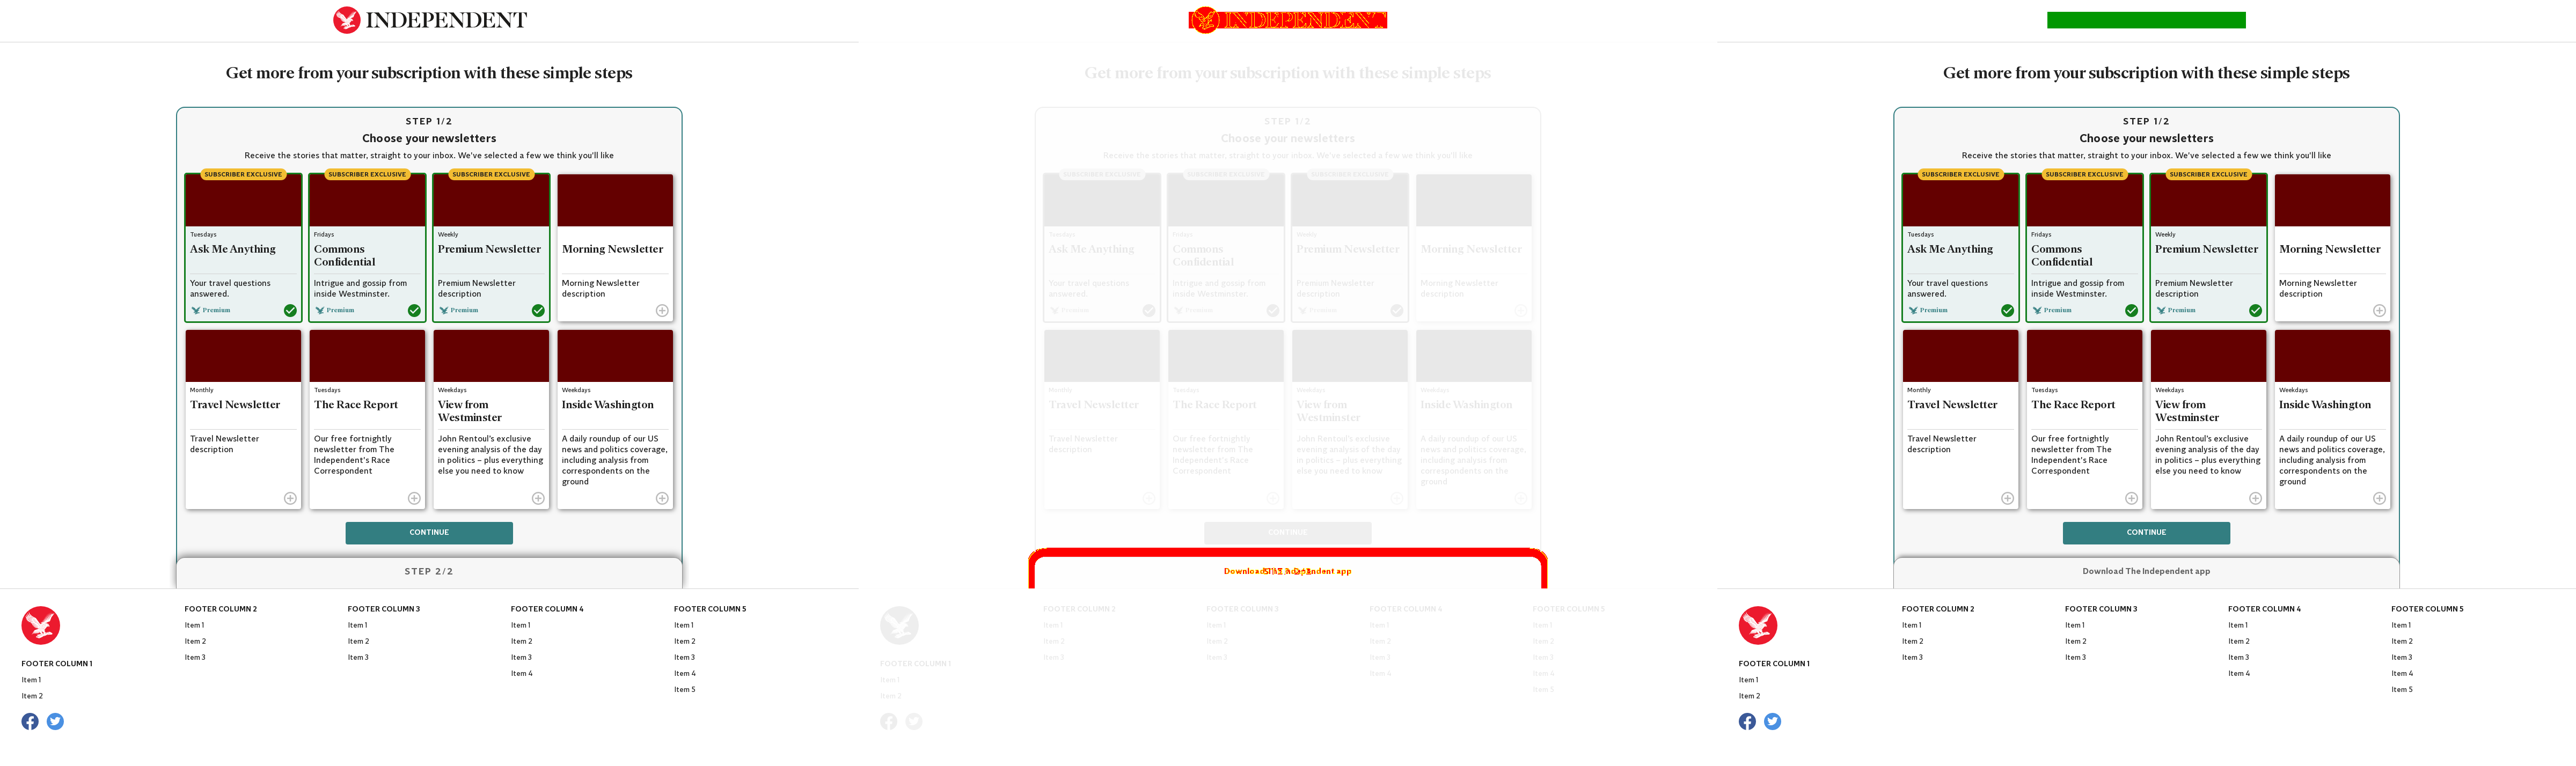 INDEPENDENT
Get more from your subscription with these simple steps
STEP 1/2
Choose your newsletters
Receive the stories that matter, straight to your inbox. We've selected a few we think you'll like
SUBSCRIBER EXCLUSIVE
Tuesdays
Ask Me Anything
Your travel questions
answered.
Premium
SUBSCRIBER EXCLUSIVE
Fridays
Commons
Confidential
Intrigue and gossip from
inside Westminster.
Premium
SUBSCRIBER EXCLUSIVE
Weekly
Premium Newsletter
Premium Newsletter
description
Premium
Morning Newsletter
Morning Newsletter
description
Monthly
Travel Newsletter
Travel Newsletter
description
Tuesdays
The Race Report
Our free fortnightly
newsletter from The
Independent's Race
Correspondent
Weekdays
View from
Westminster
John Rentoul's exclusive
evening analysis of the day
in politics – plus everything
else you need to know
Weekdays
Inside Washington
A daily roundup of our US
news and politics coverage,
including analysis from
correspondents on the
ground
CONTINUE
STEP 2/2
FOOTER COLUMN 1
Item 1
Item 2
FOOTER COLUMN 2
Item 1
Item 2
Item 3
FOOTER COLUMN 3
Item 1
Item 2
Item 3
FOOTER COLUMN 4
Item 1
Item 2
Item 3
Item 4
FOOTER COLUMN 5
Item 1
Item 2
Item 3
Item 4
Item 5
INDEPENDENT
Get more from your subscription with these simple steps
STEP 1/2
Choose your newsletters
Receive the stories that matter, straight to your inbox. We've selected a few we think you'll like
SUBSCRIBER EXCLUSIVE
Tuesdays
Ask Me Anything
Your travel questions
answered.
Premium
SUBSCRIBER EXCLUSIVE
Fridays
Commons
Confidential
Intrigue and gossip from
inside Westminster.
Premium
SUBSCRIBER EXCLUSIVE
Weekly
Premium Newsletter
Premium Newsletter
description
Premium
Morning Newsletter
Morning Newsletter
description
Monthly
Travel Newsletter
Travel Newsletter
description
Tuesdays
The Race Report
Our free fortnightly
newsletter from The
Independent's Race
Correspondent
Weekdays
View from
Westminster
John Rentoul's exclusive
evening analysis of the day
in politics – plus everything
else you need to know
Weekdays
Inside Washington
A daily roundup of our US
news and politics coverage,
including analysis from
correspondents on the
ground
CONTINUE
FOOTER COLUMN 1
Item 1
Item 2
FOOTER COLUMN 2
Item 1
Item 2
Item 3
FOOTER COLUMN 3
Item 1
Item 2
Item 3
FOOTER COLUMN 4
Item 1
Item 2
Item 3
Item 4
FOOTER COLUMN 5
Item 1
Item 2
Item 3
Item 4
Item 5
Get more from your subscription with these simple steps
STEP 1/2
Choose your newsletters
Receive the stories that matter, straight to your inbox. We've selected a few we think you'll like
SUBSCRIBER EXCLUSIVE
Tuesdays
Ask Me Anything
Your travel questions
answered.
Premium
SUBSCRIBER EXCLUSIVE
Fridays
Commons
Confidential
Intrigue and gossip from
inside Westminster.
Premium
SUBSCRIBER EXCLUSIVE
Weekly
Premium Newsletter
Premium Newsletter
description
Premium
Morning Newsletter
Morning Newsletter
description
Monthly
Travel Newsletter
Travel Newsletter
description
Tuesdays
The Race Report
Our free fortnightly
newsletter from The
Independent's Race
Correspondent
Weekdays
View from
Westminster
John Rentoul's exclusive
evening analysis of the day
in politics – plus everything
else you need to know
Weekdays
Inside Washington
A daily roundup of our US
news and politics coverage,
including analysis from
correspondents on the
ground
CONTINUE
Download The Independent app
FOOTER COLUMN 1
Item 1
Item 2
FOOTER COLUMN 2
Item 1
Item 2
Item 3
FOOTER COLUMN 3
Item 1
Item 2
Item 3
FOOTER COLUMN 4
Item 1
Item 2
Item 3
Item 4
FOOTER COLUMN 5
Item 1
Item 2
Item 3
Item 4
Item 5